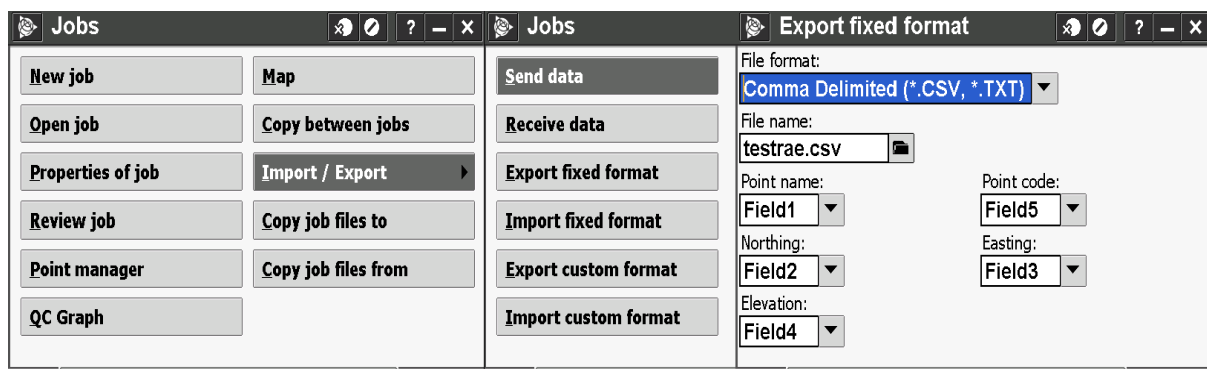 Jobs
? – ×
New job
Map
Open job
Copy between jobs
Properties of job
Import / Export
Review job
Copy job files to
Point manager
Copy job files from
QC Graph
Jobs
Send data
Receive data
Export fixed format
Import fixed format
Export custom format
Import custom format
Export fixed format
? – ×
File format:
Comma Delimited (*.CSV, *.TXT)
File name:
testrae.csv
Point name:
Point code:
Field1
Field5
Northing:
Easting:
Field2
Field3
Elevation:
Field4